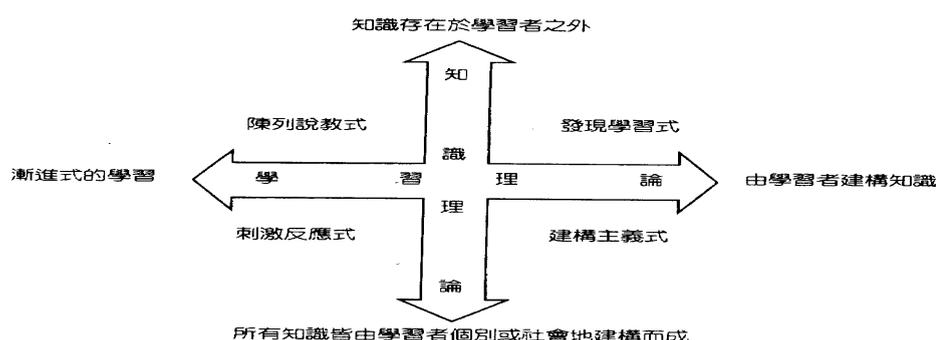 知識存在於學習者之外
知
陳列說教式 發現學習式
識
漸進式的學習 學 習 理 論 由學習者建構知識
理
刺激反應式 建構主義式
論
所有知識皆由學習者個別或社會地建構而成